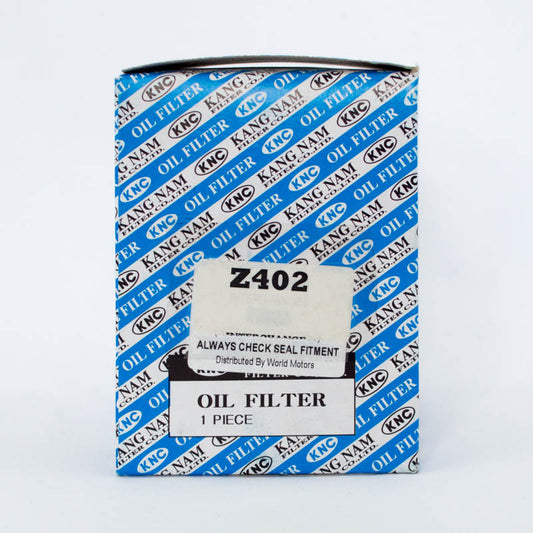 KNC OIL FILTER
KANG NAM
FILTER CO.,LTD.
Z402
INTERCHANGE
ALWAYS CHECK SEAL FITMENT
Distributed By World Motors
OIL FILTER
1 PIECE